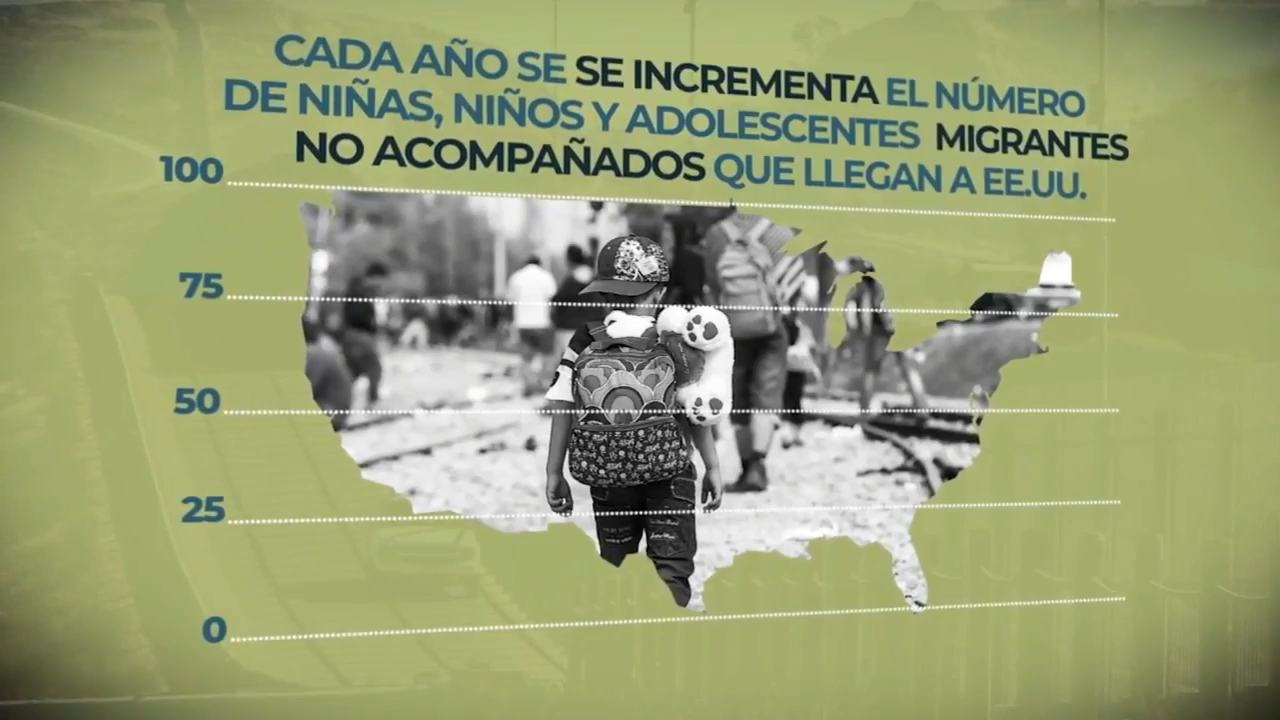 CADA AÑO SE SE INCREMENTA EL NÚMERO
DE NIÑAS, NIÑOS Y ADOLESCENTES MIGRANTES
NO ACOMPAÑADOS QUE LLEGAN A EE.UU.
100
75
50
25
0